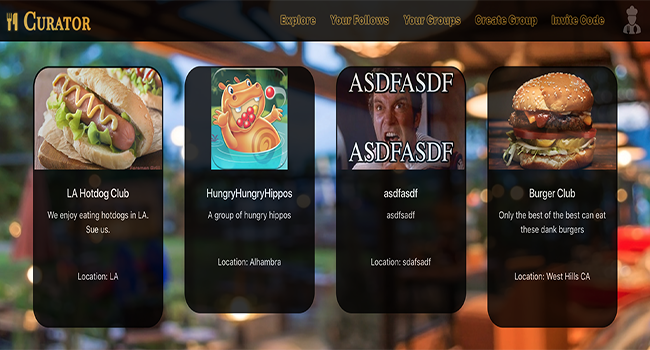 CURATOR
Explore Your Follows Your Groups Create Group Invite Code
LA Hotdog Club
We enjoy eating hotdogs in LA.
Sue us.
Location: LA
HungryHungryHippos
A group of hungry hippos
Location: Alhambra
ASDFASDF
ASDFASDF
asdfasdf
asdfsadf
Location: sdafsadf
Burger Club
Only the best of the best can eat
these dank burgers
Location: West Hills CA